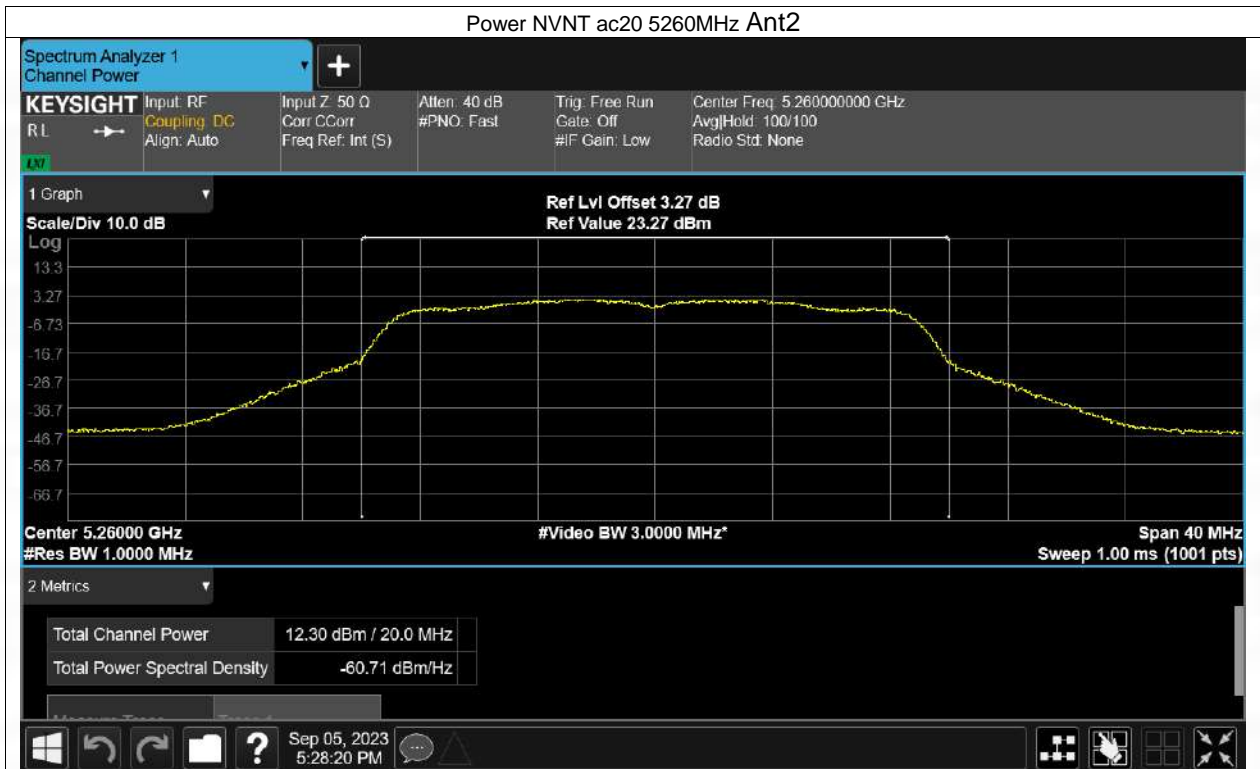 Power NVNT ac20 5260MHz Ant2
Spectrum Analyzer 1
Channel Power
+
KEYSIGHT
RL
LXI
Input: RF
Coupling: DC
Align: Auto
Input Z: 50 Ω
Corr CCorr
Freq Ref: Int (S)
Atten: 40 dB
#PNO: Fast
Trig: Free Run
Gate: Off
#IF Gain: Low
Center Freq: 5.260000000 GHz
Avg|Hold: 100/100
Radio Std: None
1 Graph
Scale/Div 10.0 dB
Ref Lvl Offset 3.27 dB
Ref Value 23.27 dBm
Log
13.3
3.27
-6.73
-16.7
-26.7
-36.7
-46.7
-56.7
-66.7
Center 5.26000 GHz
#Video BW 3.0000 MHz*
Span 40 MHz
#Res BW 1.0000 MHz
Sweep 1.00 ms (1001 pts)
2 Metrics
Total Channel Power 12.30 dBm / 20.0 MHz
Total Power Spectral Density -60.71 dBm/Hz
?
Sep 05, 2023
5:28:20 PM